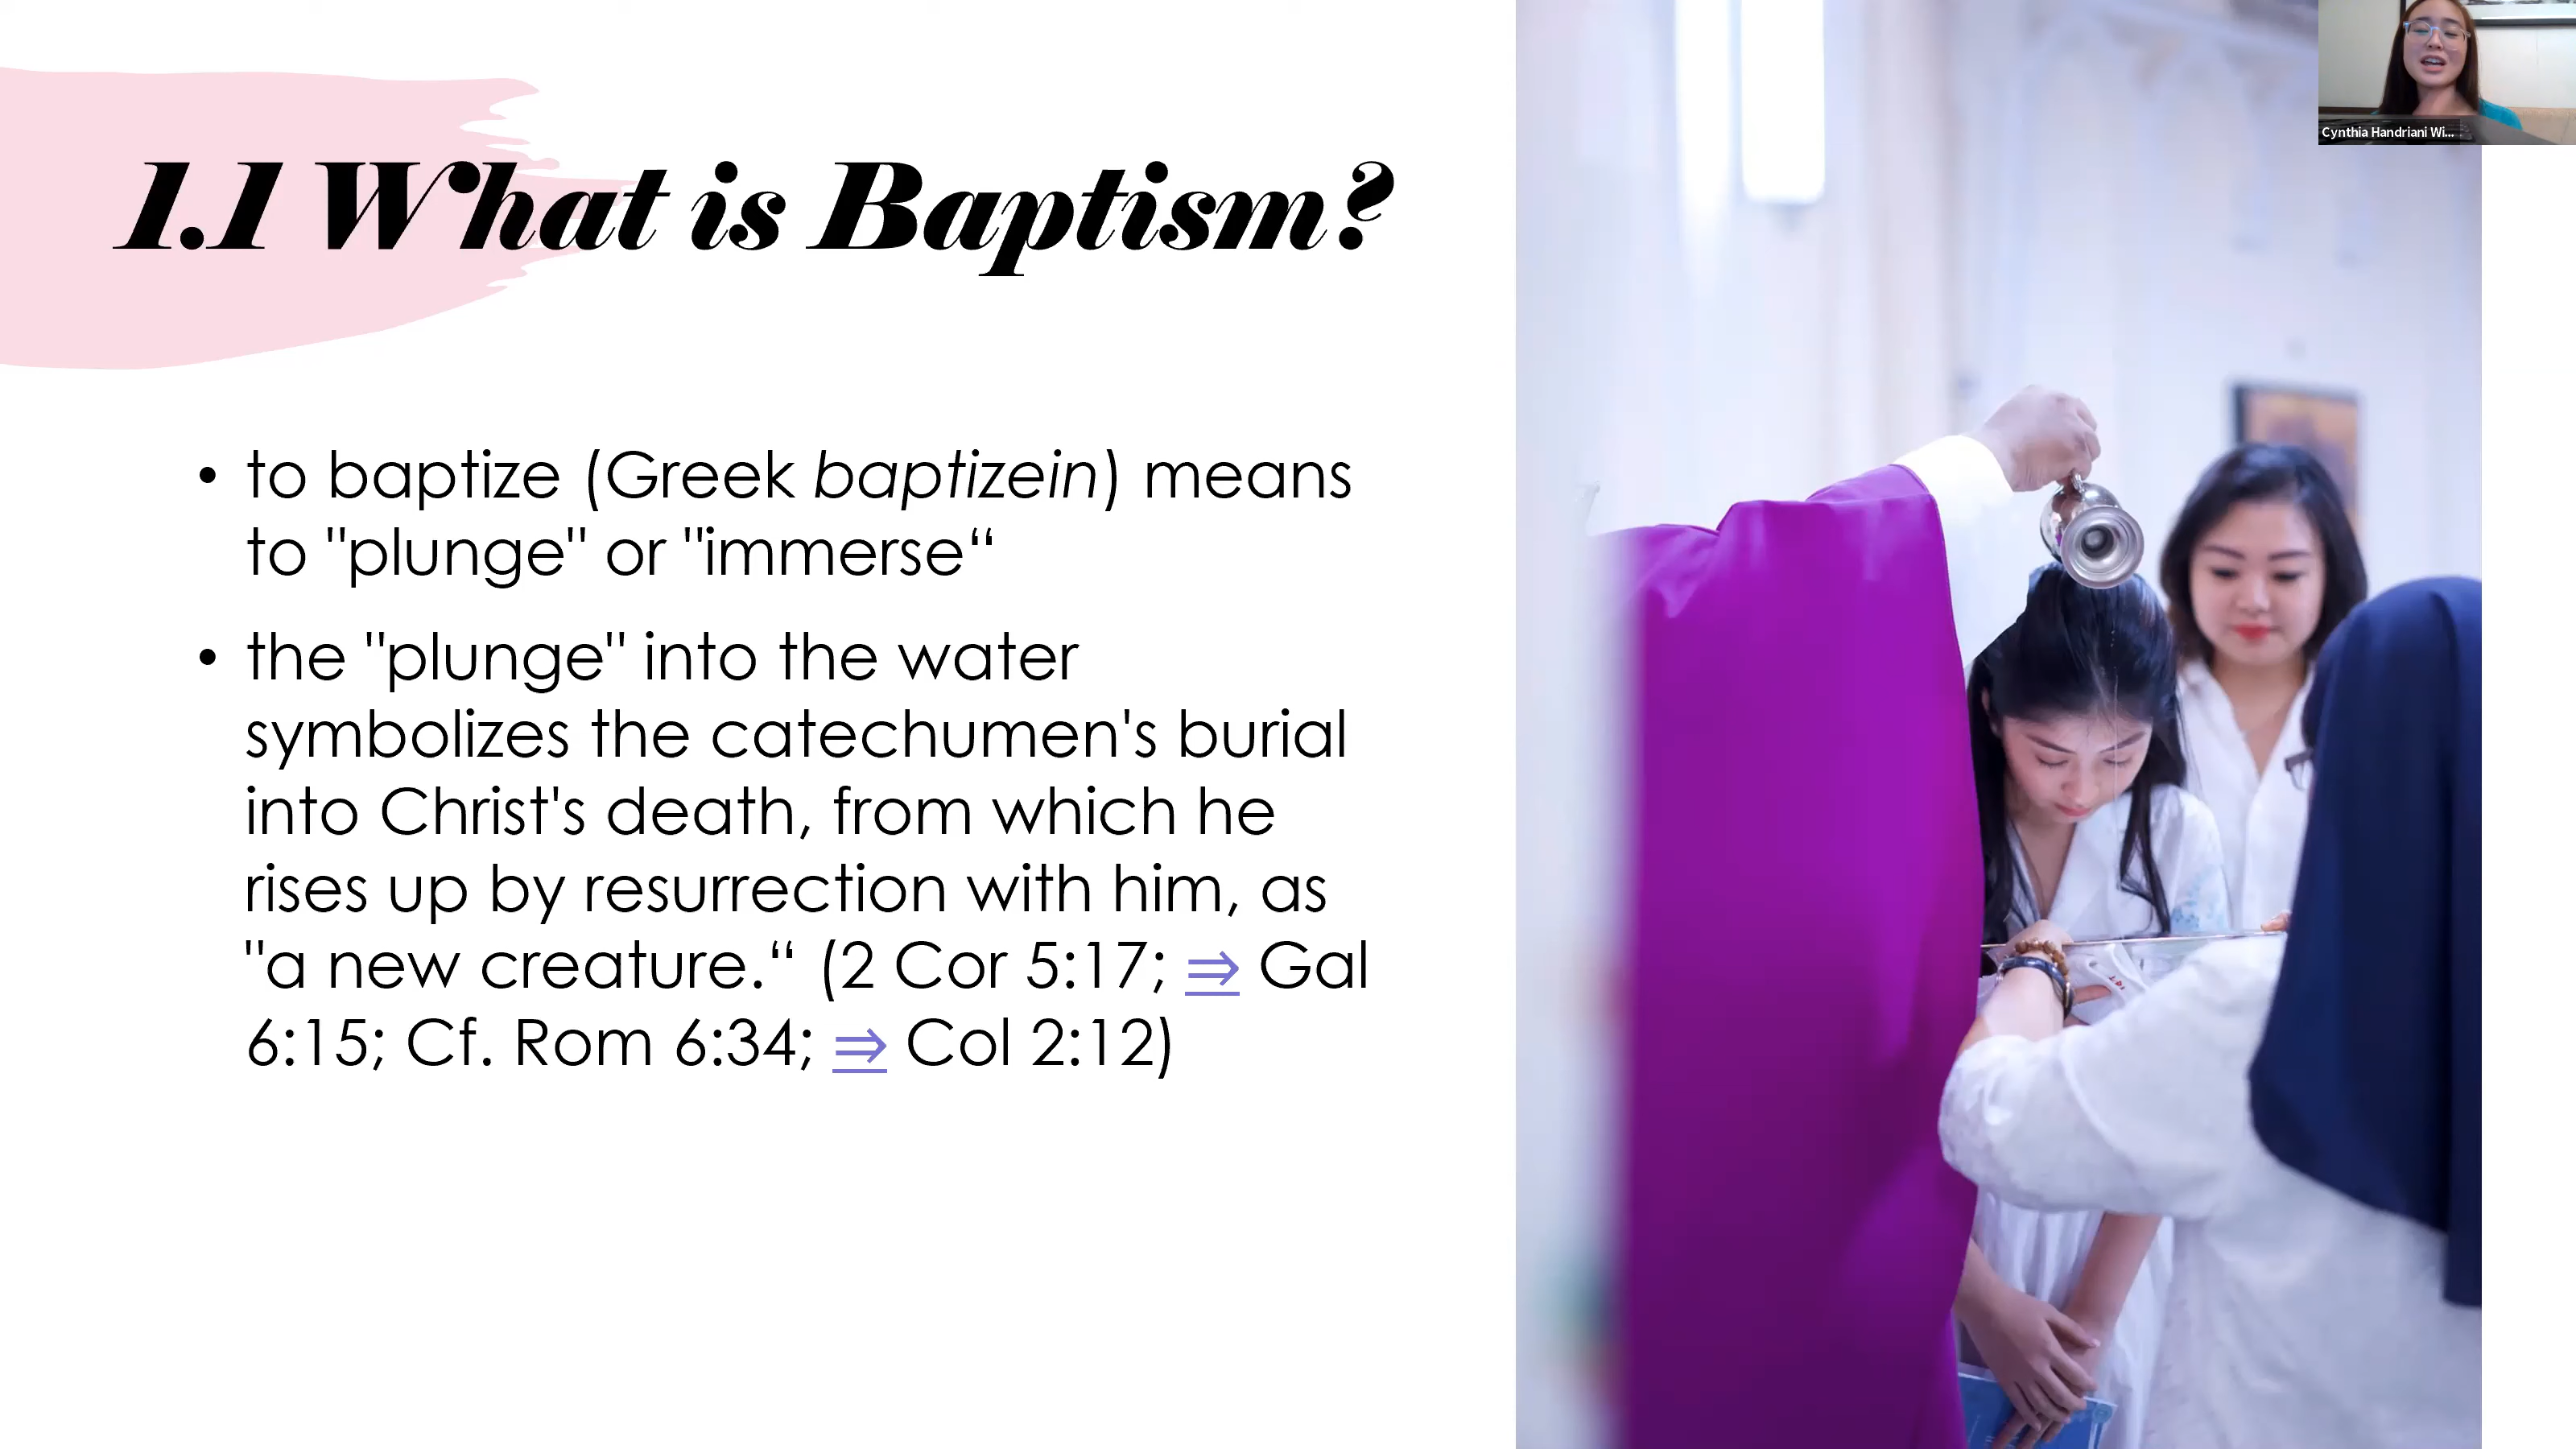 1.1 What is Baptism?
• to baptize (Greek baptizein) means
to "plunge" or "immerse“
• the "plunge" into the water
symbolizes the catechumen's burial
into Christ's death, from which he
rises up by resurrection with him, as
"a new creature.“ (2 Cor 5:17; ⇒ Gal
6:15; Cf. Rom 6:34; ⇒ Col 2:12)
Cynthia Handriani Wi...